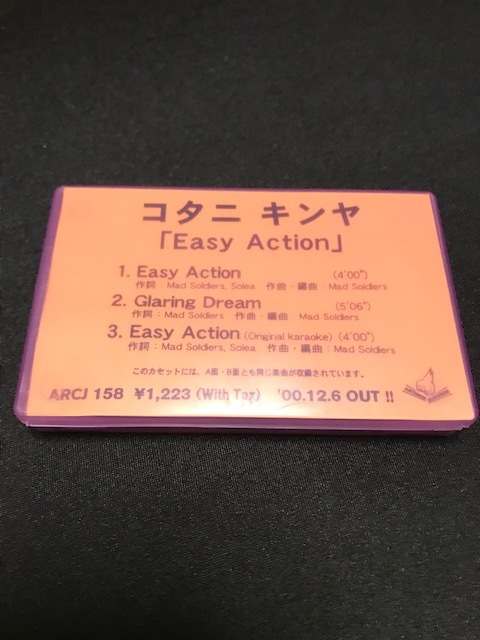 コタニ キンヤ
「Easy Action」
1. Easy Action (4'00")
作詞：Mad Soldiers, Solea 作曲・編曲 Mad Soldiers
2. Glaring Dream (5'06")
作詞：Mad Soldiers 作曲・編曲 Mad Soldiers
3. Easy Action (Original karaoke) (4'00")
作詞：Mad Soldiers, Solea 作曲・編曲：Mad Soldiers
このカセットには、A面・B面とも同じ楽曲が収録されています。
ARCJ 158 ¥1,223 (With Tax) '00.12.6 OUT !!